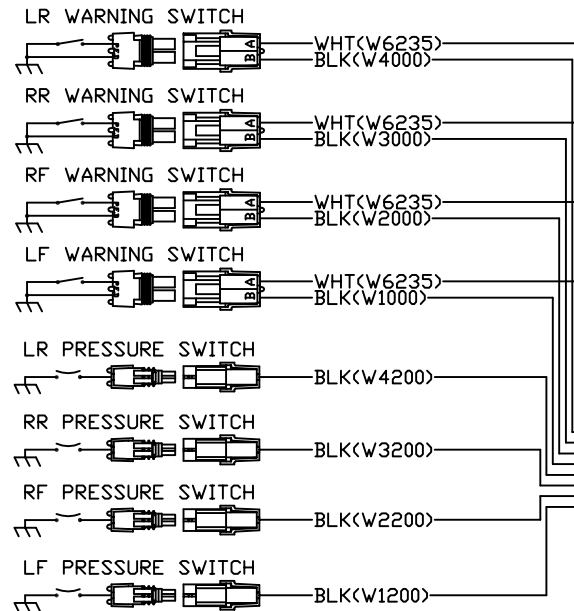 LR WARNING SWITCH
A WHT(W6235)
B BLK(W4000)
RR WARNING SWITCH
A WHT(W6235)
B BLK(W3000)
RF WARNING SWITCH
A WHT(W6235)
B BLK(W2000)
LF WARNING SWITCH
A WHT(W6235)
B BLK(W1000)
LR PRESSURE SWITCH
BLK(W4200)
RR PRESSURE SWITCH
BLK(W3200)
RF PRESSURE SWITCH
BLK(W2200)
LF PRESSURE SWITCH
BLK(W1200)